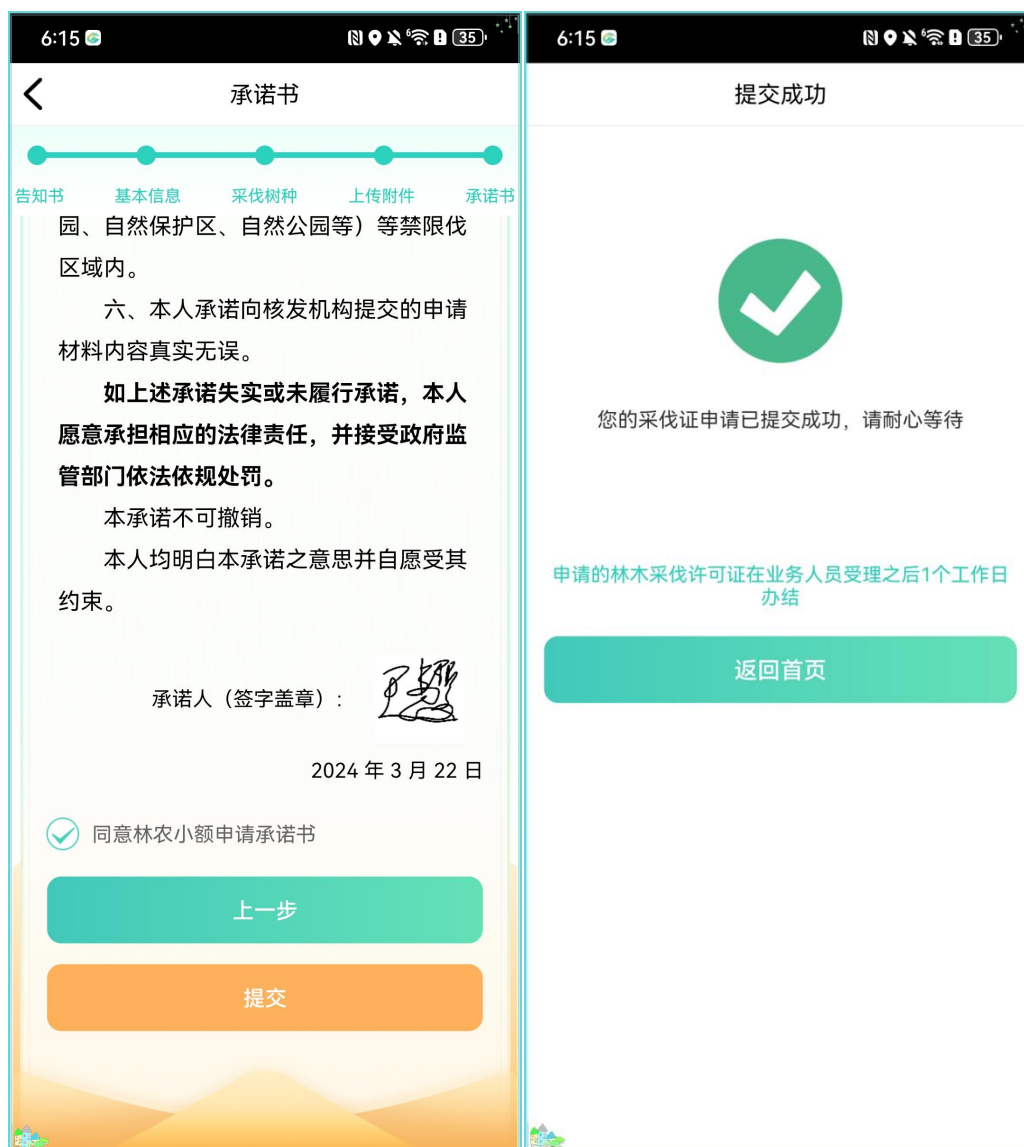 6:15
35
承诺书
告知书 基本信息 采伐树种 上传附件 承诺书
园、自然保护区、自然公园等）等禁限伐
区域内。
六、本人承诺向核发机构提交的申请
材料内容真实无误。
如上述承诺失实或未履行承诺，本人
愿意承担相应的法律责任，并接受政府监
管部门依法依规处罚。
本承诺不可撤销。
本人均明白本承诺之意思并自愿受其
约束。
承诺人（签字盖章）:
2024 年 3 月 22 日
同意林农小额申请承诺书
上一步
提交
6:15
35
提交成功
您的采伐证申请已提交成功，请耐心等待
申请的林木采伐许可证在业务人员受理之后1个工作日
办结
返回首页